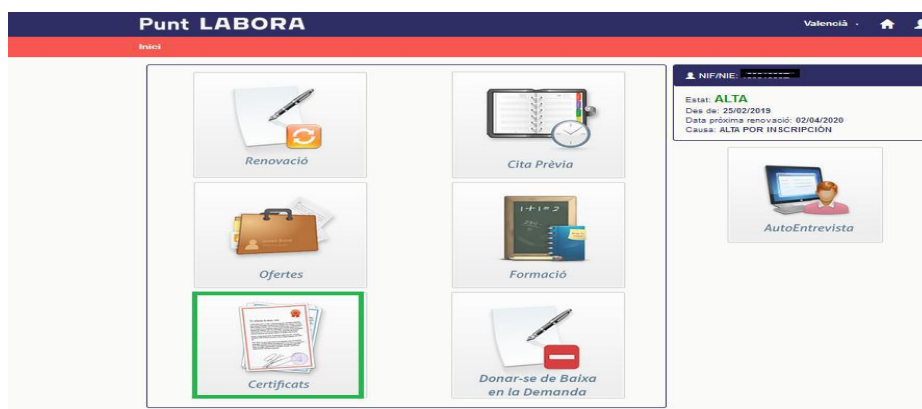 Punt LABORA
Valencià
Inici
Renovació
Cita Prèvia
Ofertes
Formació
Certificats
Donar-se de Baixa
en la Demanda
NIF/NIE:
Estat: ALTA
Des de: 25/02/2019
Data próxima renovació: 02/04/2020
Causa: ALTA POR INSCRIPCIÓN
AutoEntrevista
1+1=2